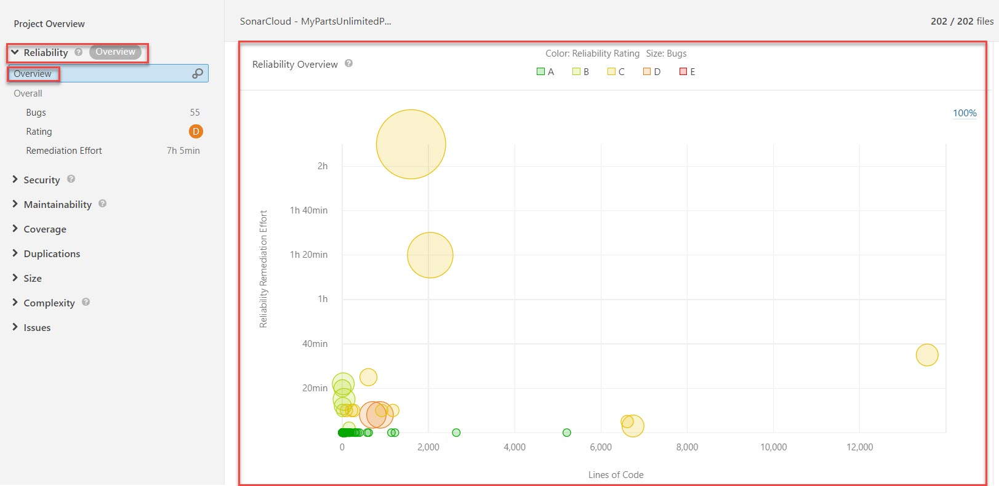 Project Overview
SonarCloud - MyPartsUnlimitedP...
202 / 202 files
Reliability ? Overview
Overview
Overall
Bugs 55
Rating D
Remediation Effort 7h 5min
Security ?
Maintainability ?
Coverage
Duplications
Size
Complexity ?
Issues
Reliability Overview ?
Color: Reliability Rating Size: Bugs
A B C D E
100%
Reliability Remediation Effort
2h
1h 40min
1h 20min
1h
40min
20min
0 2,000 4,000 6,000 8,000 10,000 12,000
Lines of Code